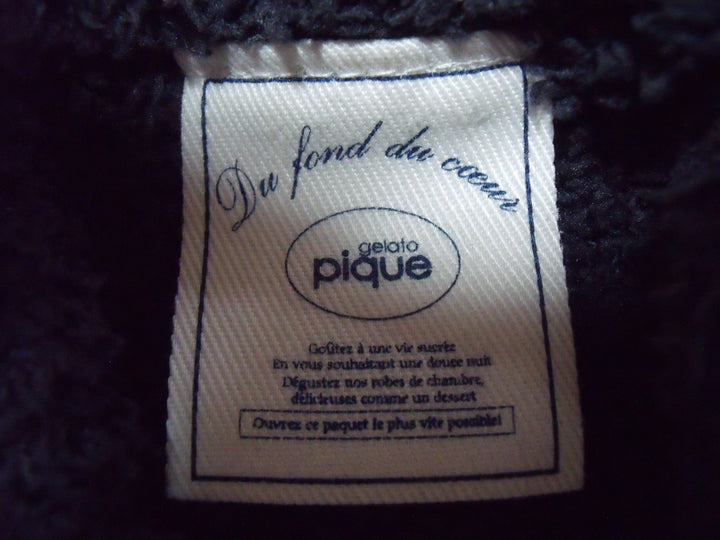 Du fond du cœur
gelato
pique
Goûtez à une vie sucrée
En vous souhaitant une douce nuit
Dégustez nos robes de chambre,
délicieuses comme un dessert
Ouvrez ce paquet le plus vite possible!